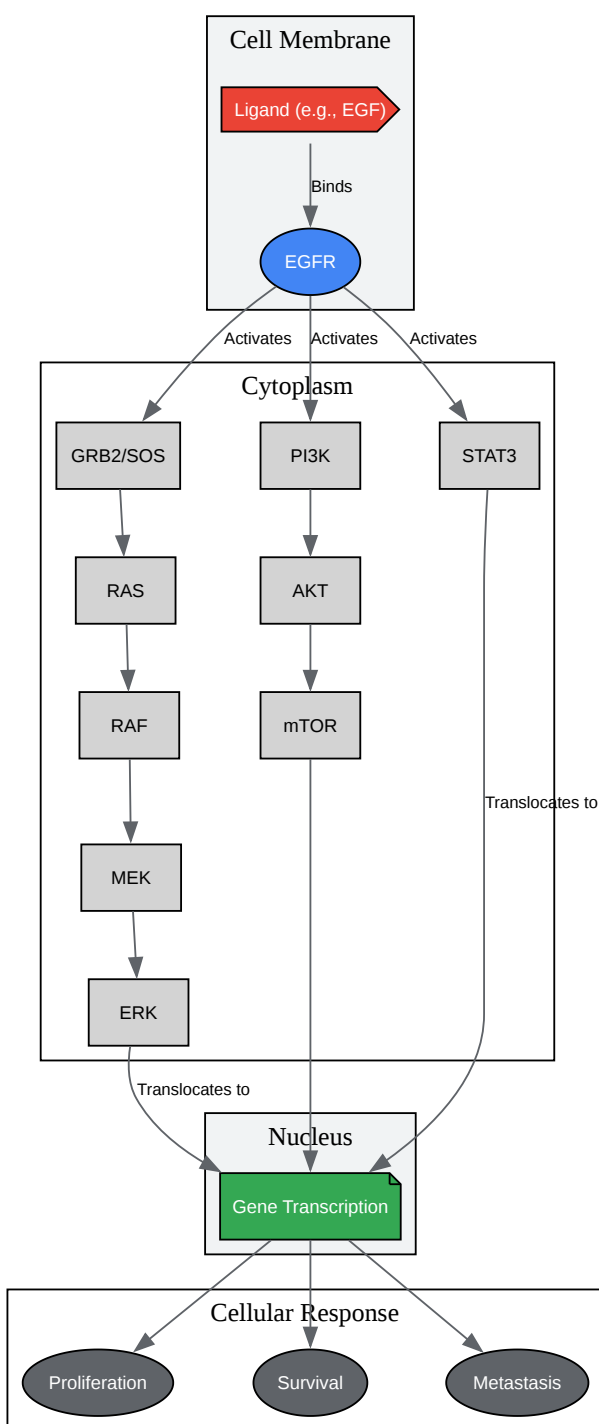 Cell Membrane
Ligand (e.g., EGF)
Binds
EGFR
Activates
Activates
Activates
Cytoplasm
GRB2/SOS
PI3K
STAT3
RAS
AKT
RAF
mTOR
Translocates to
MEK
ERK
Translocates to
Nucleus
Gene Transcription
Cellular Response
Proliferation
Survival
Metastasis